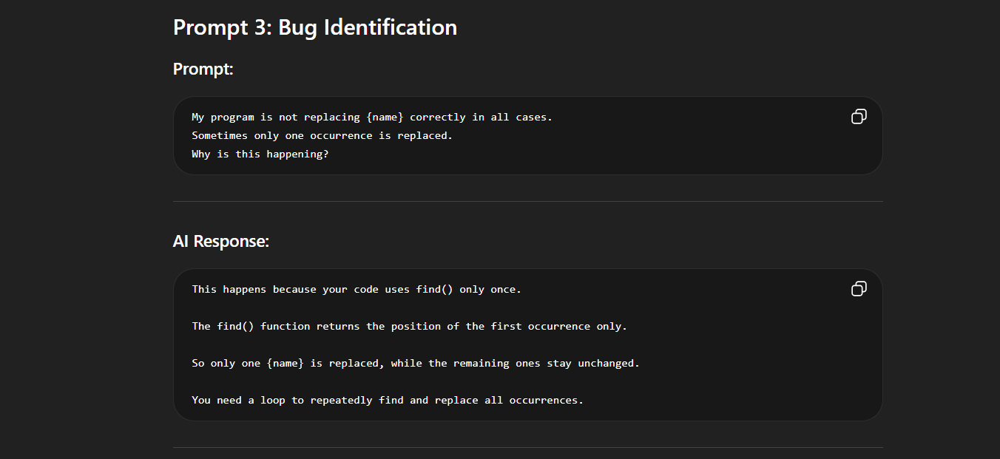 Prompt 3: Bug Identification
Prompt:
My program is not replacing {name} correctly in all cases.
Sometimes only one occurrence is replaced.
Why is this happening?
AI Response:
This happens because your code uses find() only once.
The find() function returns the position of the first occurrence only.
So only one {name} is replaced, while the remaining ones stay unchanged.
You need a loop to repeatedly find and replace all occurrences.